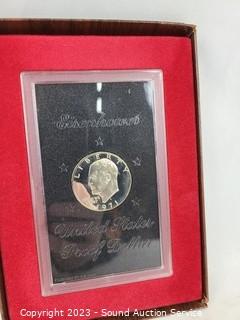 Eisenhower
LIBERTY
1971
United States
Proof Dollar
Copyright 2023 - Sound Auction Service